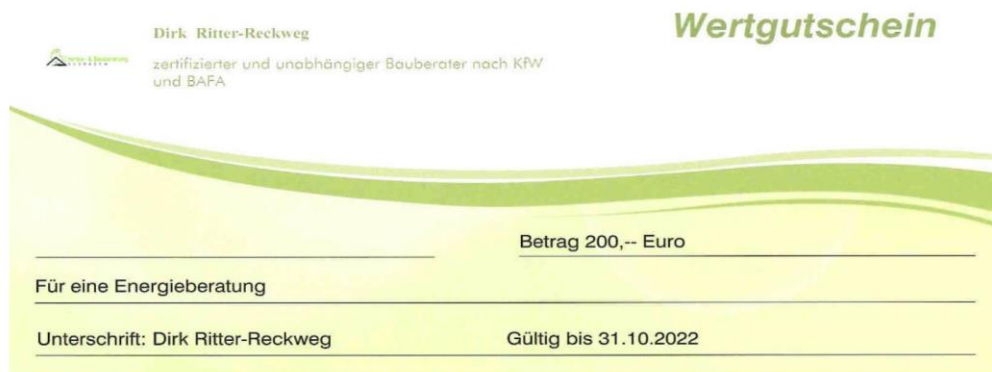 Wertgutschein
Dirk Ritter-Reckweg
zertifizierter und unabhängiger Bauberater nach KfW
und BAFA
Betrag 200,-- Euro
Für eine Energieberatung
Unterschrift: Dirk Ritter-Reckweg Gültig bis 31.10.2022